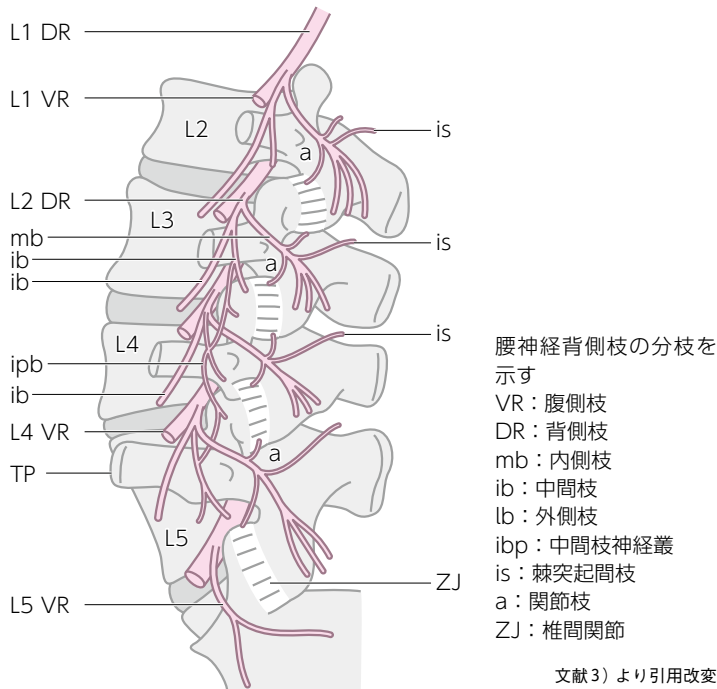 L1 DR
L1 VR
L2
is
a
L2 DR
L3
mb
is
ib
a
ib
L4
is
ipb
ib
L4 VR
a
TP
L5
ZJ
L5 VR
腰神経背側枝の分枝を
示す
VR：腹側枝
DR：背側枝
mb：内側枝
ib：中間枝
lb：外側枝
ibp：中間枝神経叢
is：棘突起間枝
a：関節枝
ZJ：椎間関節
文献3）より引用改変